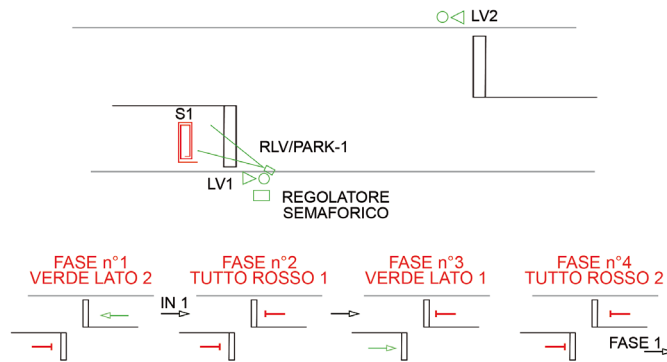 LV2
S1
RLV/PARK-1
LV1
REGOLATORE
SEMAFORICO
FASE n°1
VERDE LATO 2
IN 1
FASE n°2
TUTTO ROSSO 1
FASE n°3
VERDE LATO 1
FASE n°4
TUTTO ROSSO 2
FASE 1